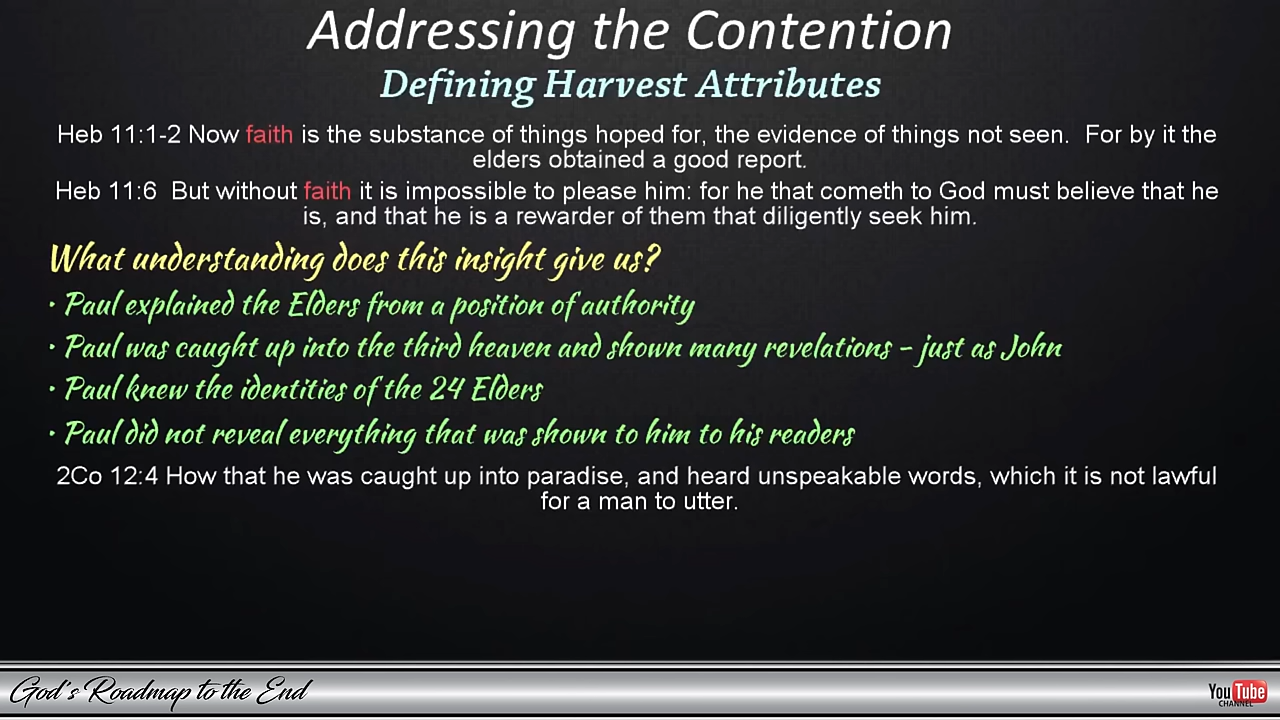 Addressing the Contention
Defining Harvest Attributes
Heb 11:1-2 Now faith is the substance of things hoped for, the evidence of things not seen.  For by it the
elders obtained a good report.
Heb 11:6  But without faith it is impossible to please him: for he that cometh to God must believe that he
is, and that he is a rewarder of them that diligently seek him.
What understanding does this insight give us?
· Paul explained the Elders from a position of authority
· Paul was caught up into the third heaven and shown many revelations – just as John
· Paul knew the identities of the 24 Elders
· Paul did not reveal everything that was shown to him to his readers
2Co 12:4 How that he was caught up into paradise, and heard unspeakable words, which it is not lawful
for a man to utter.
God's Roadmap to the End
YouTube
CHANNEL